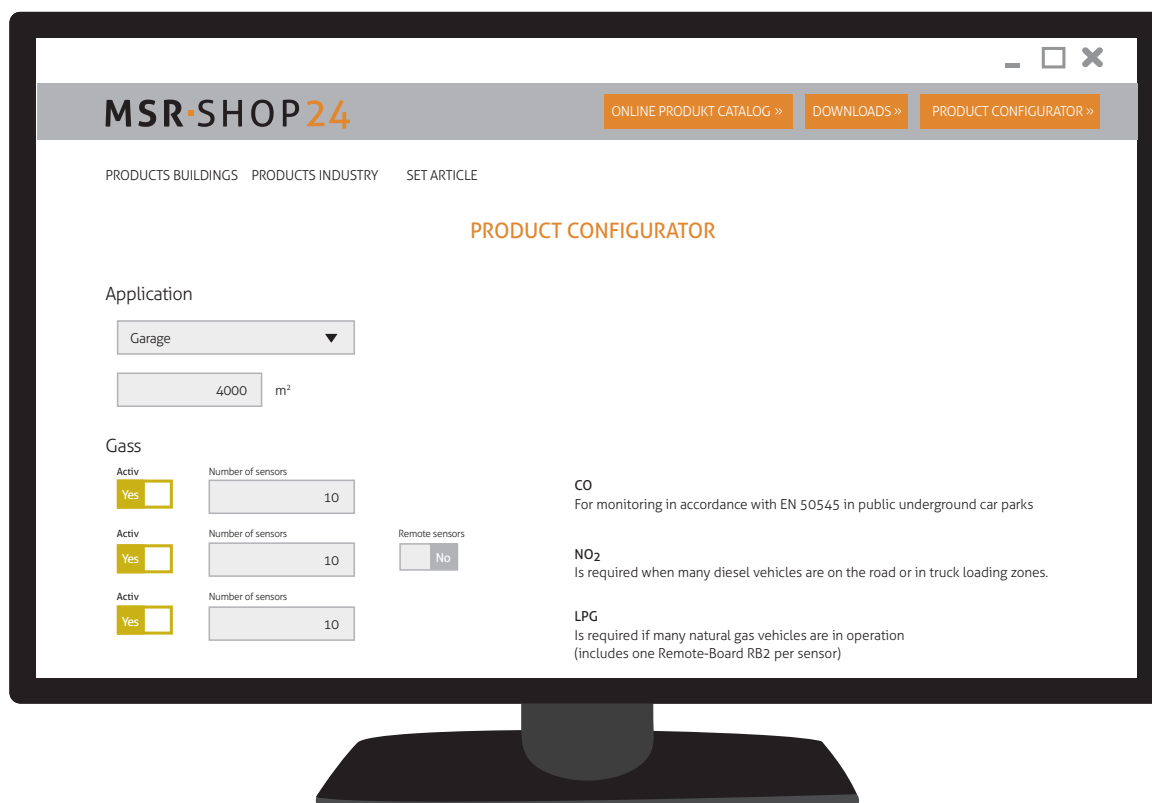 MSR·SHOP24
ONLINE PRODUKT CATALOG »
DOWNLOADS »
PRODUCT CONFIGURATOR »
PRODUCTS BUILDINGS PRODUCTS INDUSTRY SET ARTICLE
PRODUCT CONFIGURATOR
Application
Garage
4000 m²
Gass
Activ Number of sensors
Yes 10
CO
For monitoring in accordance with EN 50545 in public underground car parks
Activ Number of sensors Remote sensors
Yes 10 No
NO2
Is required when many diesel vehicles are on the road or in truck loading zones.
Activ Number of sensors
Yes 10
LPG
Is required if many natural gas vehicles are in operation
(includes one Remote-Board RB2 per sensor)